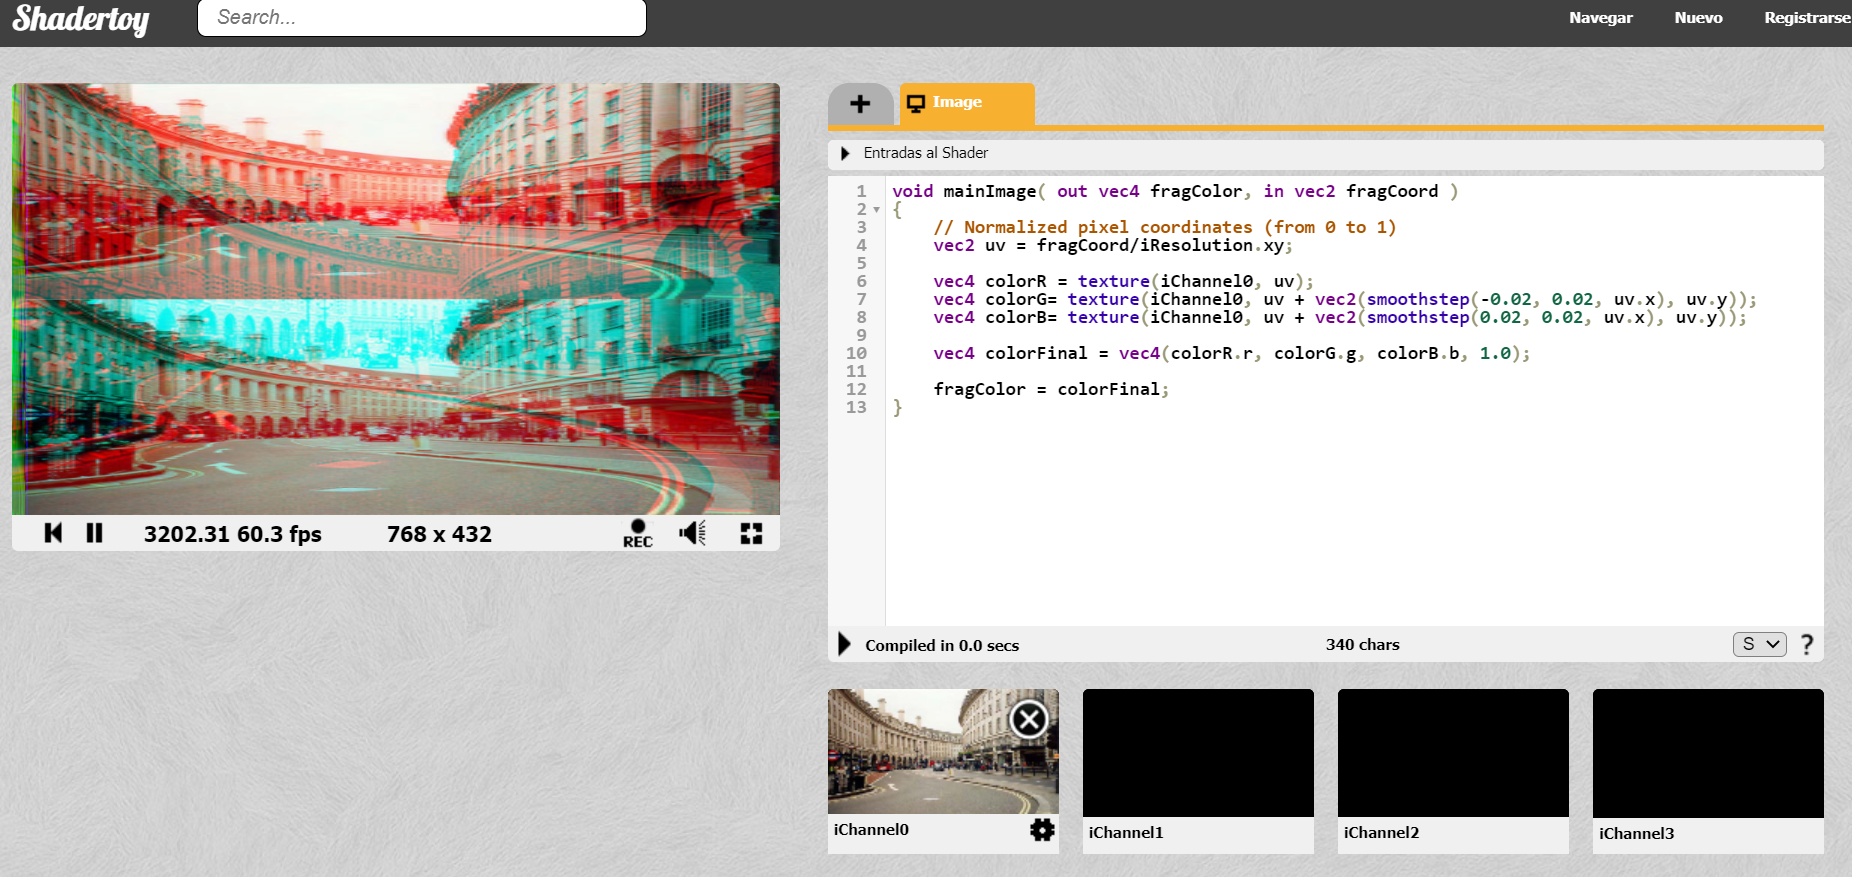 Shadertoy
Search...
Navegar
Nuevo
Registrarse
Image
Entradas al Shader
1 void mainImage( out vec4 fragColor, in vec2 fragCoord )
2 {
3     // Normalized pixel coordinates (from 0 to 1)
4     vec2 uv = fragCoord/iResolution.xy;
5
6     vec4 colorR = texture(iChannel0, uv);
7     vec4 colorG= texture(iChannel0, uv + vec2(smoothstep(-0.02, 0.02, uv.x), uv.y));
8     vec4 colorB= texture(iChannel0, uv + vec2(smoothstep(0.02, 0.02, uv.x), uv.y));
9
10     vec4 colorFinal = vec4(colorR.r, colorG.g, colorB.b, 1.0);
11
12     fragColor = colorFinal;
13 }
3202.31 60.3 fps
768 x 432
REC
Compiled in 0.0 secs
340 chars
S
?
iChannel0
iChannel1
iChannel2
iChannel3